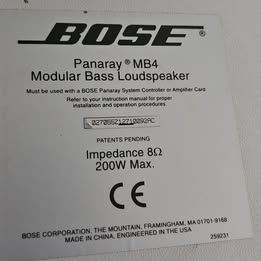 BOSE
Panaray® MB4
Modular Bass Loudspeaker
Must be used with a BOSE Panaray System Controller or Amplifier Card.
Refer to your instruction manual for proper
installation and operation procedures.
PATENTS PENDING
Impedance 8Ω
200W Max.
CE
BOSE CORPORATION, THE MOUNTAIN, FRAMINGHAM, MA 01701-9168
MADE IN CHINA, ENGINEERED IN USA
259231